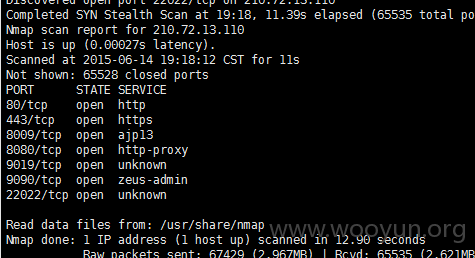 Discovered open port 22022/tcp on 210.72.13.110
Completed SYN Stealth Scan at 19:18, 11.39s elapsed (65535 total po
Nmap scan report for 210.72.13.110
Host is up (0.00027s latency).
Scanned at 2015-06-14 19:18:12 CST for 11s
Not shown: 65528 closed ports
PORT STATE SERVICE
80/tcp open http
443/tcp open https
8009/tcp open ajp13
8080/tcp open http-proxy
9019/tcp open unknown
9090/tcp open zeus-admin
22022/tcp open unknown
Read data files from: /usr/share/nmap
www.wooyun.org
Nmap done: 1 IP address (1 host up) scanned in 12.90 seconds
Raw packets sent: 67429 (2.967MB) | Rcvd: 65535 (2.621MB